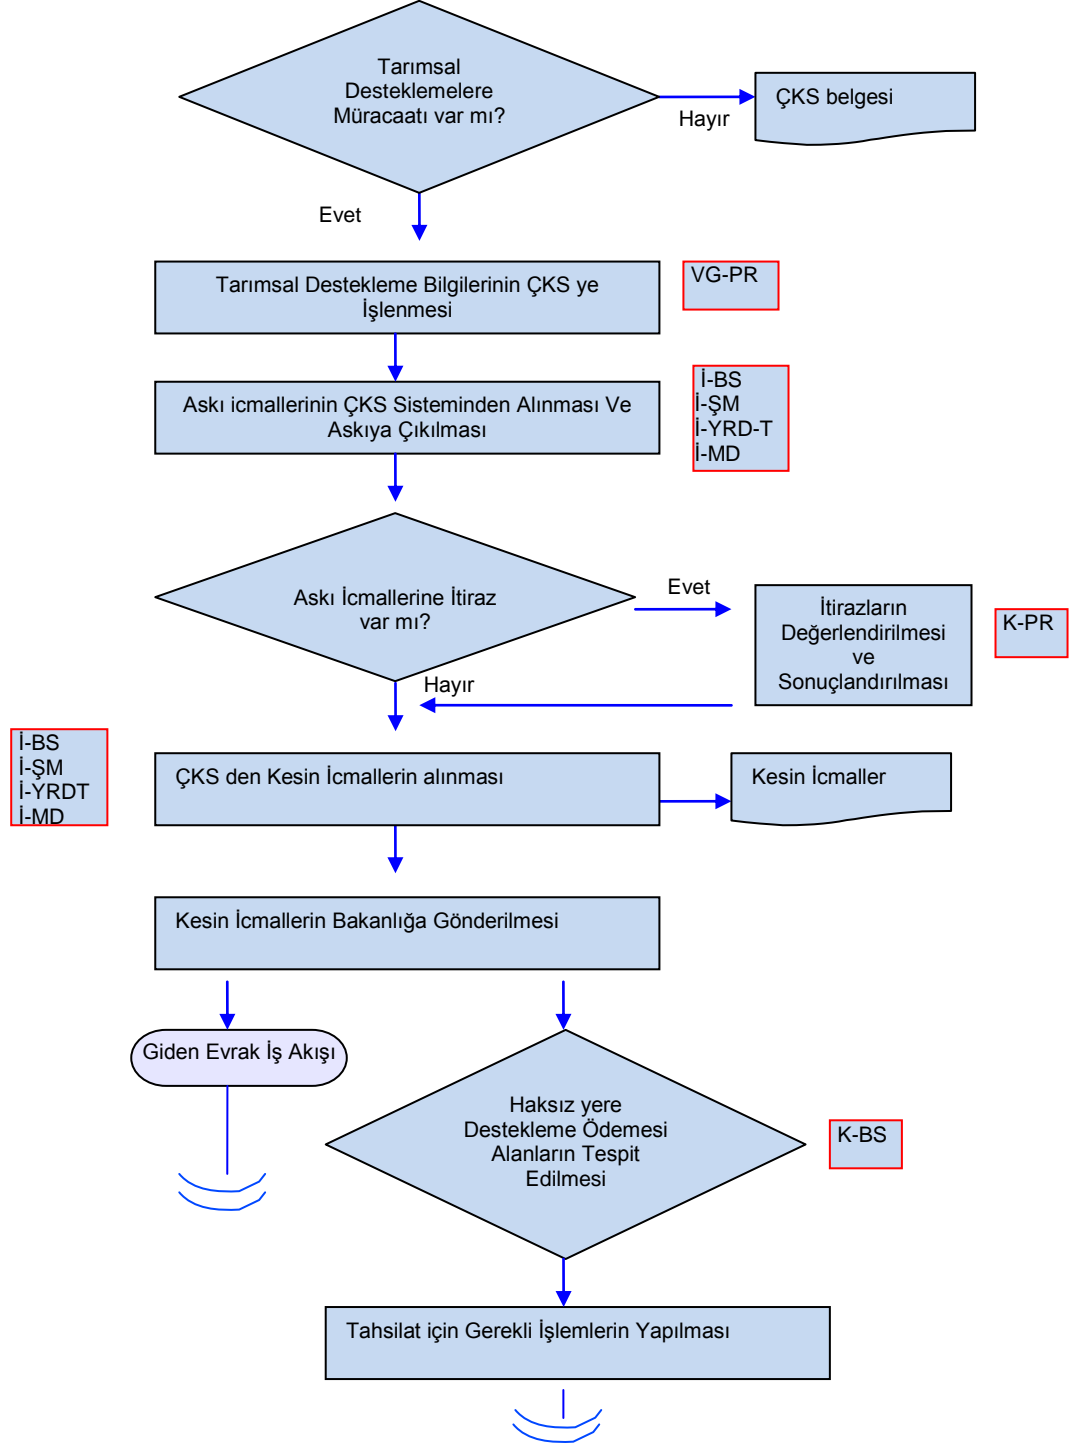 Tarımsal
Desteklemelere
Müracaatı var mı?
ÇKS belgesi
Hayır
Evet
Tarımsal Destekleme Bilgilerinin ÇKS ye
İşlenmesi
VG-PR
Askı icmallerinin ÇKS Sisteminden Alınması Ve
Askıya Çıkılması
İ-BS
İ-ŞM
İ-YRD-T
İ-MD
Askı İcmallerine İtiraz
var mı?
Evet
İtirazların
Değerlendirilmesi
ve
Sonuçlandırılması
K-PR
Hayır
İ-BS
İ-ŞM
İ-YRDT
İ-MD
ÇKS den Kesin İcmallerin alınması
Kesin İcmaller
Kesin İcmallerin Bakanlığa Gönderilmesi
Giden Evrak İş Akışı
Haksız yere
Destekleme Ödemesi
Alanların Tespit
Edilmesi
K-BS
Tahsilat için Gerekli İşlemlerin Yapılması